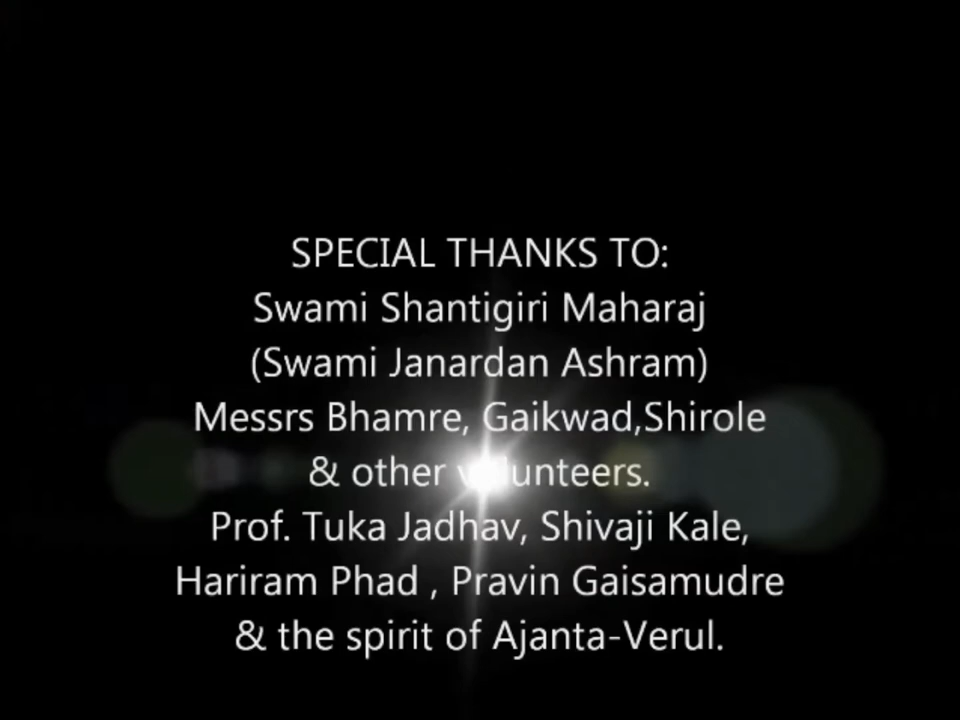 SPECIAL THANKS TO:
Swami Shantigiri Maharaj
(Swami Janardan Ashram)
Messrs Bhamre, Gaikwad,Shirole
& other volunteers.
Prof. Tuka Jadhav, Shivaji Kale,
Hariram Phad , Pravin Gaisamudre
& the spirit of Ajanta-Verul.